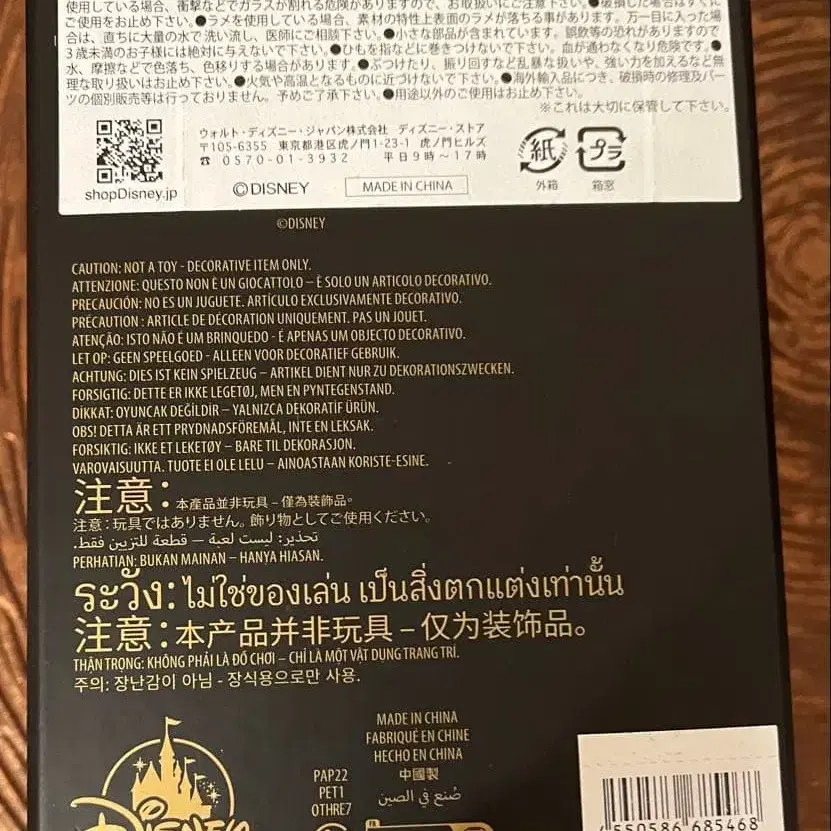 使用している場合、衝撃などでガラスが割れる危険がありますので、お取扱いにご注意下さい。●破損した場合はすぐに
ご使用をお止め下さい。●ラメを使用している場合、素材の特性上表面のラメが落ちる事があります。万一目に入った場
合は、直ちに大量の水で洗い流し、医師にご相談下さい。●小さな部品が含まれています。誤飲等の恐れがありますので
3歳未満のお子様には絶対に与えないで下さい。●ひもを指などに巻きつけないで下さい。血が通わなくなり危険です。●
水、摩擦などで色落ち、色移りする場合があります。●ぶつけたり、振り回すなど乱暴な扱いや、強い力を加えるなど無
理な取り扱いはお止め下さい。●火気や高温となるものに近づけないで下さい。●海外輸入品につき、破損時の修理及びパー
ツの個別販売等は行っておりません。予めご了承下さい。●用途以外のご使用はお止め下さい。
※これは大切に保管して下さい。
ウォルト・ディズニー・ジャパン株式会社 ディズニー・ストア
〒105-6355 東京都港区虎ノ門1-23-1 虎ノ門ヒルズ
☎ 0570-01-3932 平日9時～17時
shopDisney.jp
©DISNEY
MADE IN CHINA
紙
外箱
プラ
箱窓
©DISNEY
CAUTION: NOT A TOY - DECORATIVE ITEM ONLY.
ATTENZIONE: QUESTO NON È UN GIOCATTOLO – È SOLO UN ARTICOLO DECORATIVO.
PRECAUCIÓN: NO ES UN JUGUETE. ARTÍCULO EXCLUSIVAMENTE DECORATIVO.
PRÉCAUTION : ARTICLE DE DÉCORATION UNIQUEMENT. PAS UN JOUET.
ATENÇÃO: ISTO NÃO É UM BRINQUEDO - É APENAS UM OBJECTO DECORATIVO.
LET OP: GEEN SPEELGOED - ALLEEN VOOR DECORATIEF GEBRUIK.
ACHTUNG: DIES IST KEIN SPIELZEUG – ARTIKEL DIENT NUR ZU DEKORATIONSZWECKEN.
FORSIGTIG: DETTE ER IKKE LEGETØJ, MEN EN PYNTEGENSTAND.
DİKKAT: OYUNCAK DEĞİLDİR – YALNIZCA DEKORATİF ÜRÜN.
OBS! DETTA ÄR ETT PRYDNADSFÖREMÅL, INTE EN LEKSAK.
FORSIKTIG: IKKE ET LEKETØY – BARE TIL DEKORASJON.
VAROVAISUUTTA. TUOTE EI OLE LELU – AINOASTAAN KORISTE-ESINE.
注意：本產品並非玩具 – 僅為裝飾品。
注意：玩具ではありません。飾り物としてご使用ください。
تحذير: ليست لعبة – قطعة للتزيين فقط.
PERHATIAN: BUKAN MAINAN – HANYA HIASAN.
ระวัง: ไม่ใช่ของเล่น เป็นสิ่งตกแต่งเท่านั้น
注意：本产品并非玩具 – 仅为装饰品。
THẬN TRỌNG: KHÔNG PHẢI LÀ ĐỒ CHƠI – CHỈ LÀ MỘT VẬT DỤNG TRANG TRÍ.
주의: 장난감이 아님 - 장식용으로만 사용.
MADE IN CHINA
FABRIQUÉ EN CHINE
HECHO EN CHINA
中國製
صُنع في الصين
PAP22
PET1
OTHRE7
DISNEY
FR
4 550586 685468